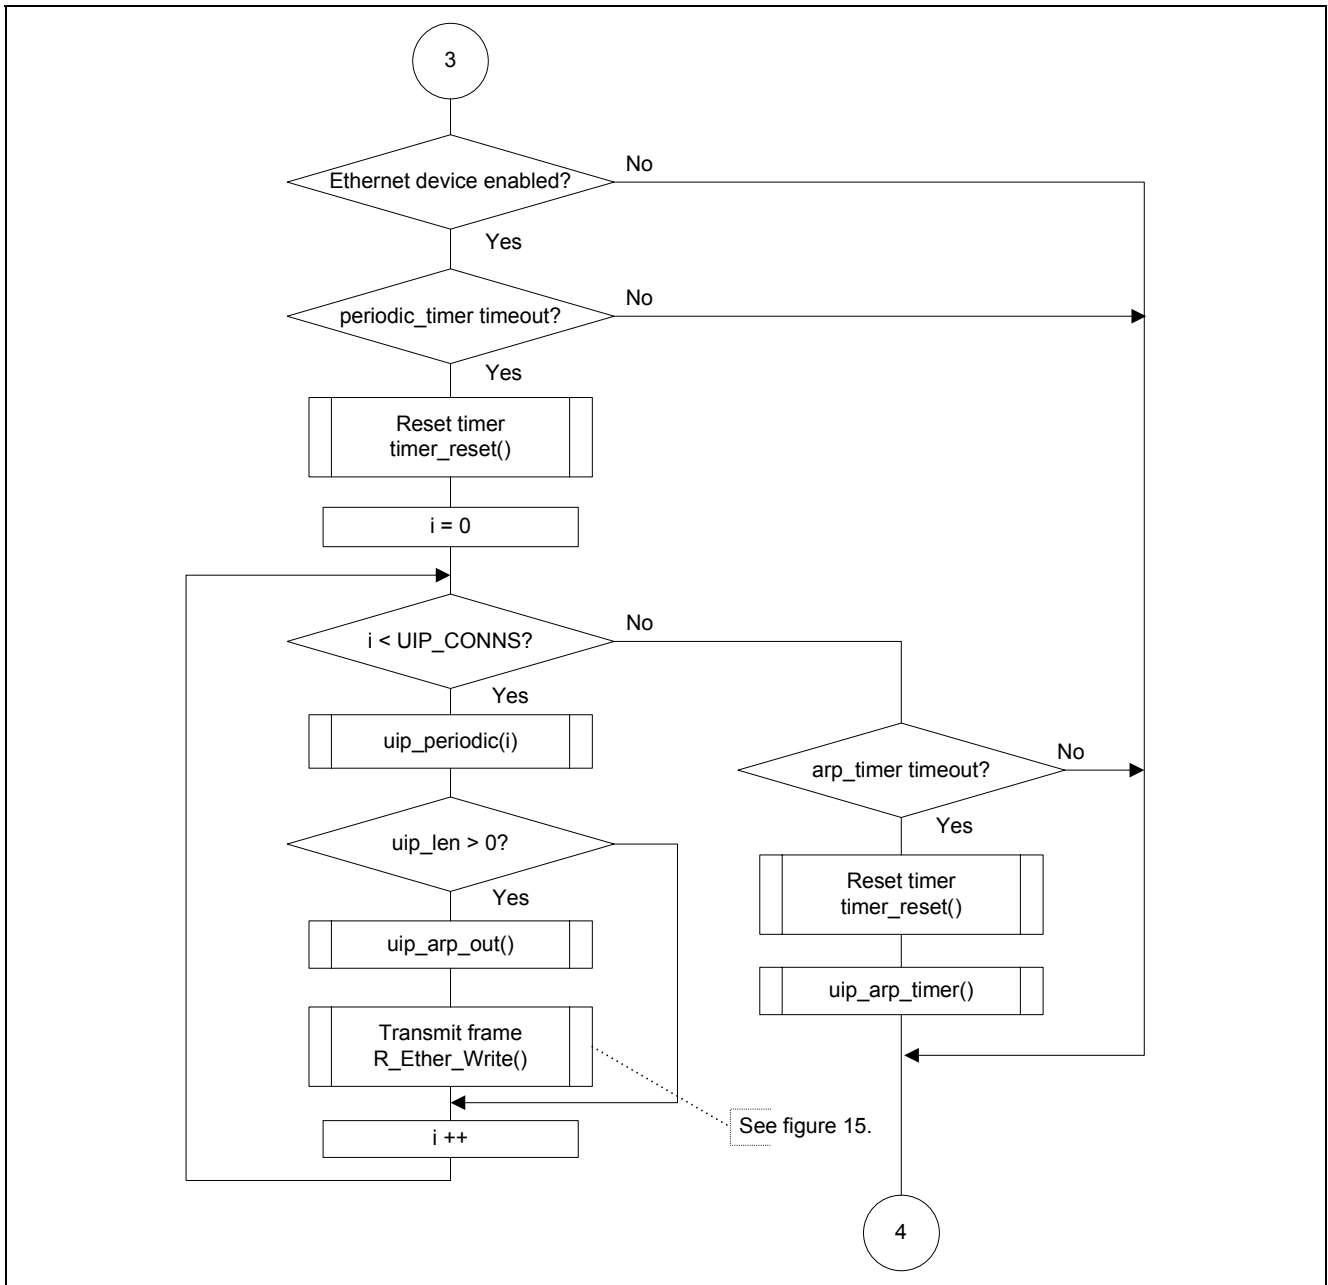 3
Ethernet device enabled?
No
Yes
periodic_timer timeout?
No
Yes
Reset timer
timer_reset()
i = 0
i < UIP_CONNS?
No
Yes
uip_periodic(i)
arp_timer timeout?
No
Yes
uip_len > 0?
Yes
Reset timer
timer_reset()
uip_arp_out()
uip_arp_timer()
Transmit frame
R_Ether_Write()
See figure 15.
i ++
4